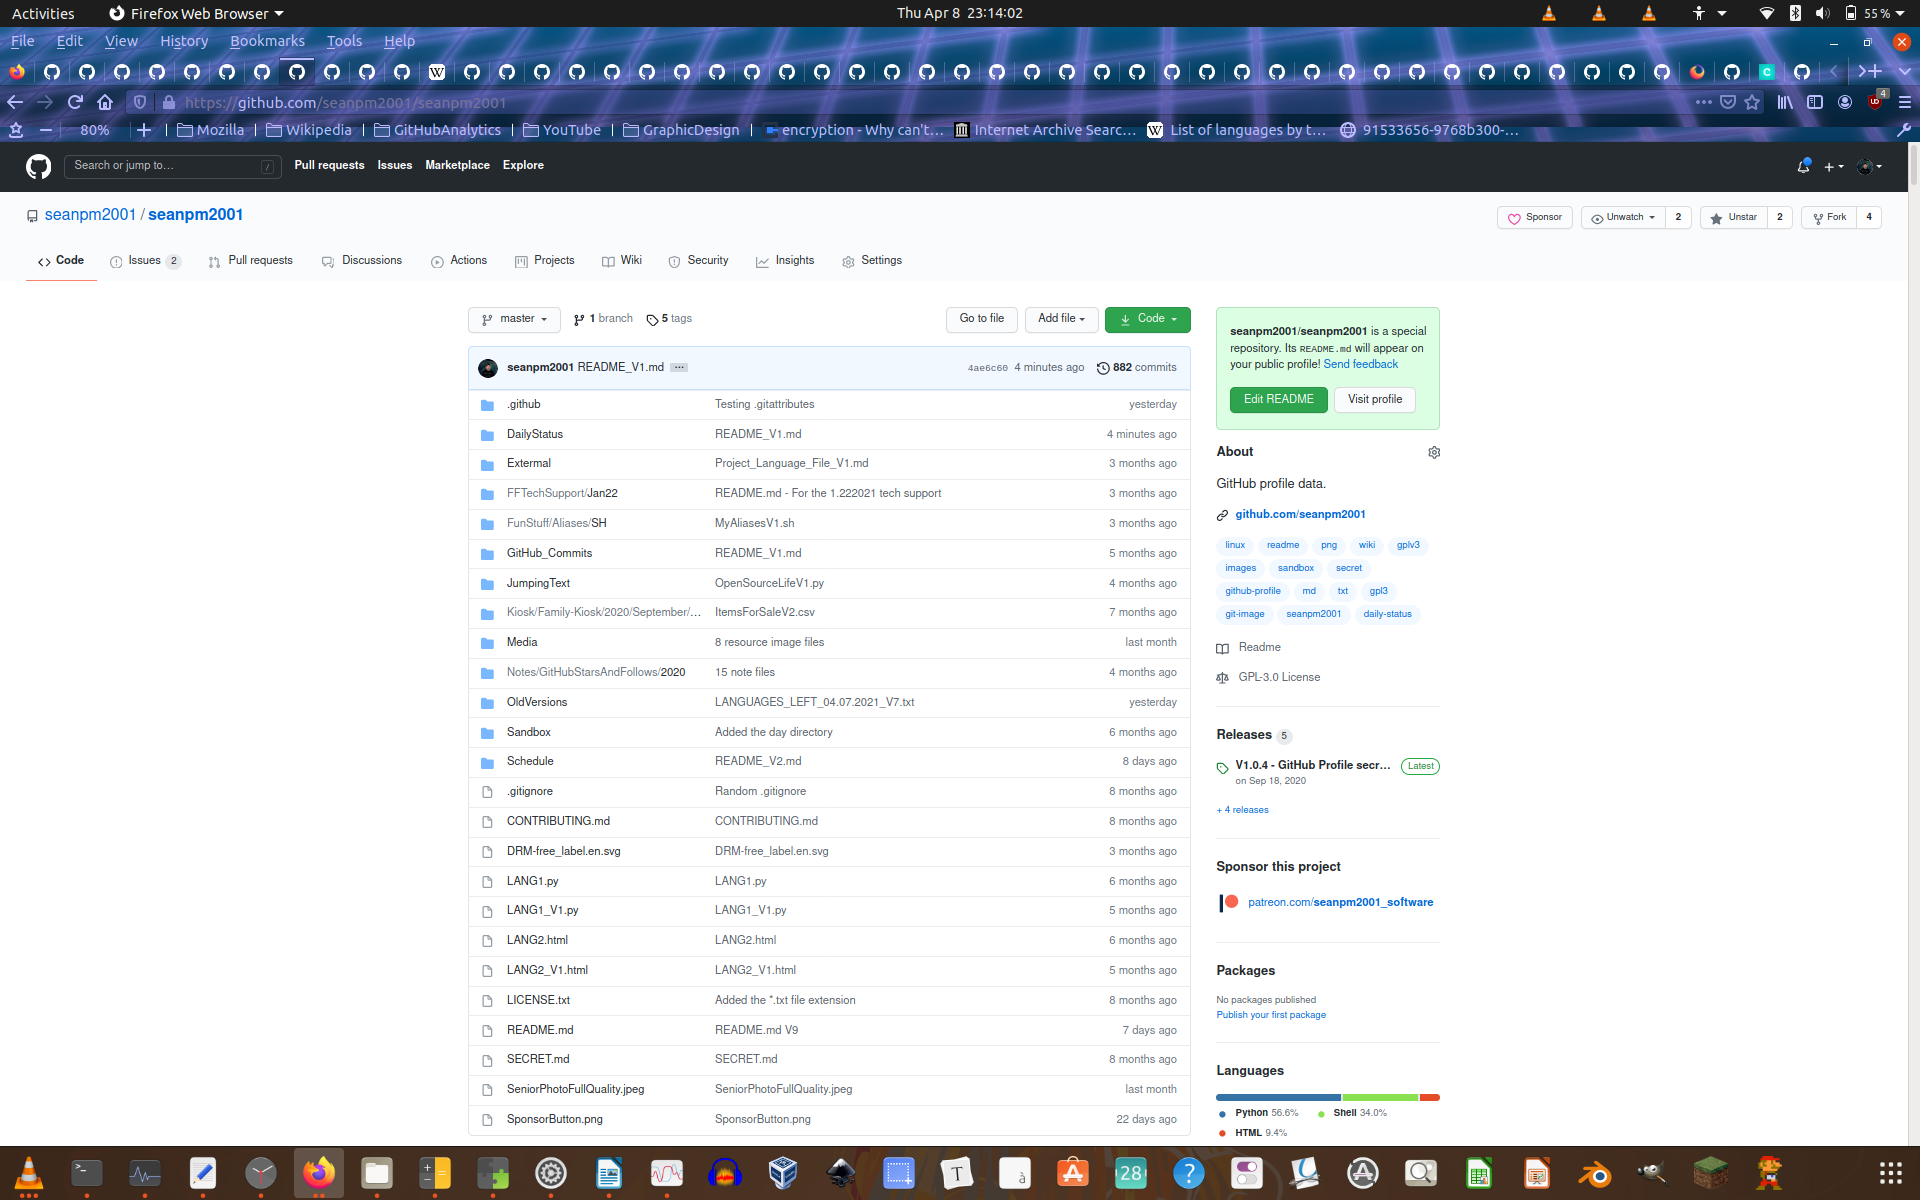 Activities
Firefox Web Browser
Thu Apr 8 23:14:02
55 %
File Edit View History Bookmarks Tools Help
https://github.com/seanpm2001/seanpm2001
4
80%
Mozilla
Wikipedia
GitHubAnalytics
YouTube
GraphicDesign
encryption - Why can't...
Internet Archive Searc...
List of languages by t...
91533656-9768b300-...
Search or jump to...
/
Pull requests Issues Marketplace Explore
seanpm2001 / seanpm2001
Sponsor
Unwatch 2
Unstar 2
Fork 4
Code
Issues 2
Pull requests
Discussions
Actions
Projects
Wiki
Security
Insights
Settings
master
1 branch
5 tags
Go to file
Add file
Code
seanpm2001 README_V1.md ...
4ae6c60 4 minutes ago 882 commits
.github Testing .gitattributes yesterday
DailyStatus README_V1.md 4 minutes ago
Extermal Project_Language_File_V1.md 3 months ago
FFTechSupport/Jan22 README.md - For the 1.222021 tech support 3 months ago
FunStuff/Aliases/SH MyAliasesV1.sh 3 months ago
GitHub_Commits README_V1.md 5 months ago
JumpingText OpenSourceLifeV1.py 4 months ago
Kiosk/Family-Kiosk/2020/September/... ItemsForSaleV2.csv 7 months ago
Media 8 resource image files last month
Notes/GitHubStarsAndFollows/2020 15 note files 4 months ago
OldVersions LANGUAGES_LEFT_04.07.2021_V7.txt yesterday
Sandbox Added the day directory 6 months ago
Schedule README_V2.md 8 days ago
.gitignore Random .gitignore 8 months ago
CONTRIBUTING.md CONTRIBUTING.md 8 months ago
DRM-free_label.en.svg DRM-free_label.en.svg 3 months ago
LANG1.py LANG1.py 6 months ago
LANG1_V1.py LANG1_V1.py 5 months ago
LANG2.html LANG2.html 6 months ago
LANG2_V1.html LANG2_V1.html 5 months ago
LICENSE.txt Added the *.txt file extension 8 months ago
README.md README.md V9 7 days ago
SECRET.md SECRET.md 8 months ago
SeniorPhotoFullQuality.jpeg SeniorPhotoFullQuality.jpeg last month
SponsorButton.png SponsorButton.png 22 days ago
seanpm2001/seanpm2001 is a special
repository. Its README.md will appear on
your public profile! Send feedback
Edit README
Visit profile
About
GitHub profile data.
github.com/seanpm2001
linux readme png wiki gplv3
images sandbox secret
github-profile md txt gpl3
git-image seanpm2001 daily-status
Readme
GPL-3.0 License
Releases 5
V1.0.4 - GitHub Profile secr... Latest
on Sep 18, 2020
+ 4 releases
Sponsor this project
patreon.com/seanpm2001_software
Packages
No packages published
Publish your first package
Languages
Python 56.6% Shell 34.0%
HTML 9.4%